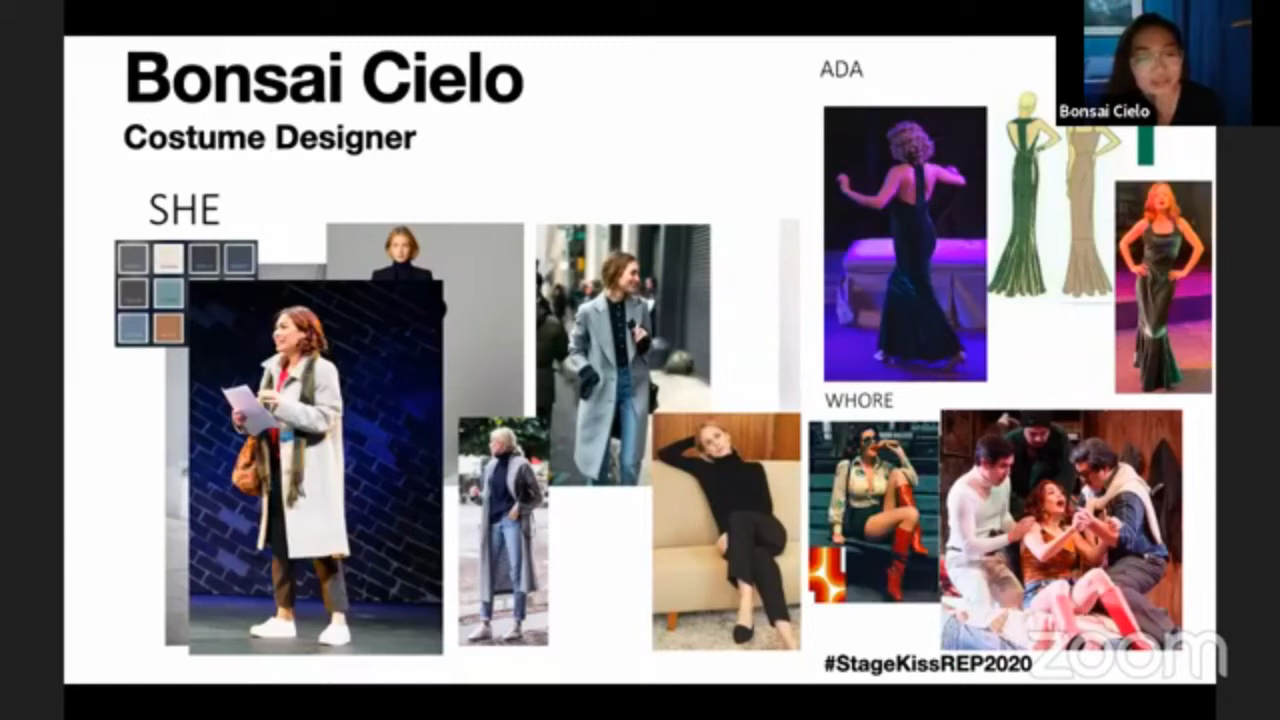 Bonsai Cielo
Costume Designer
SHE
ADA
Bonsai Cielo
WHORE
#StageKissREP2020
zoom